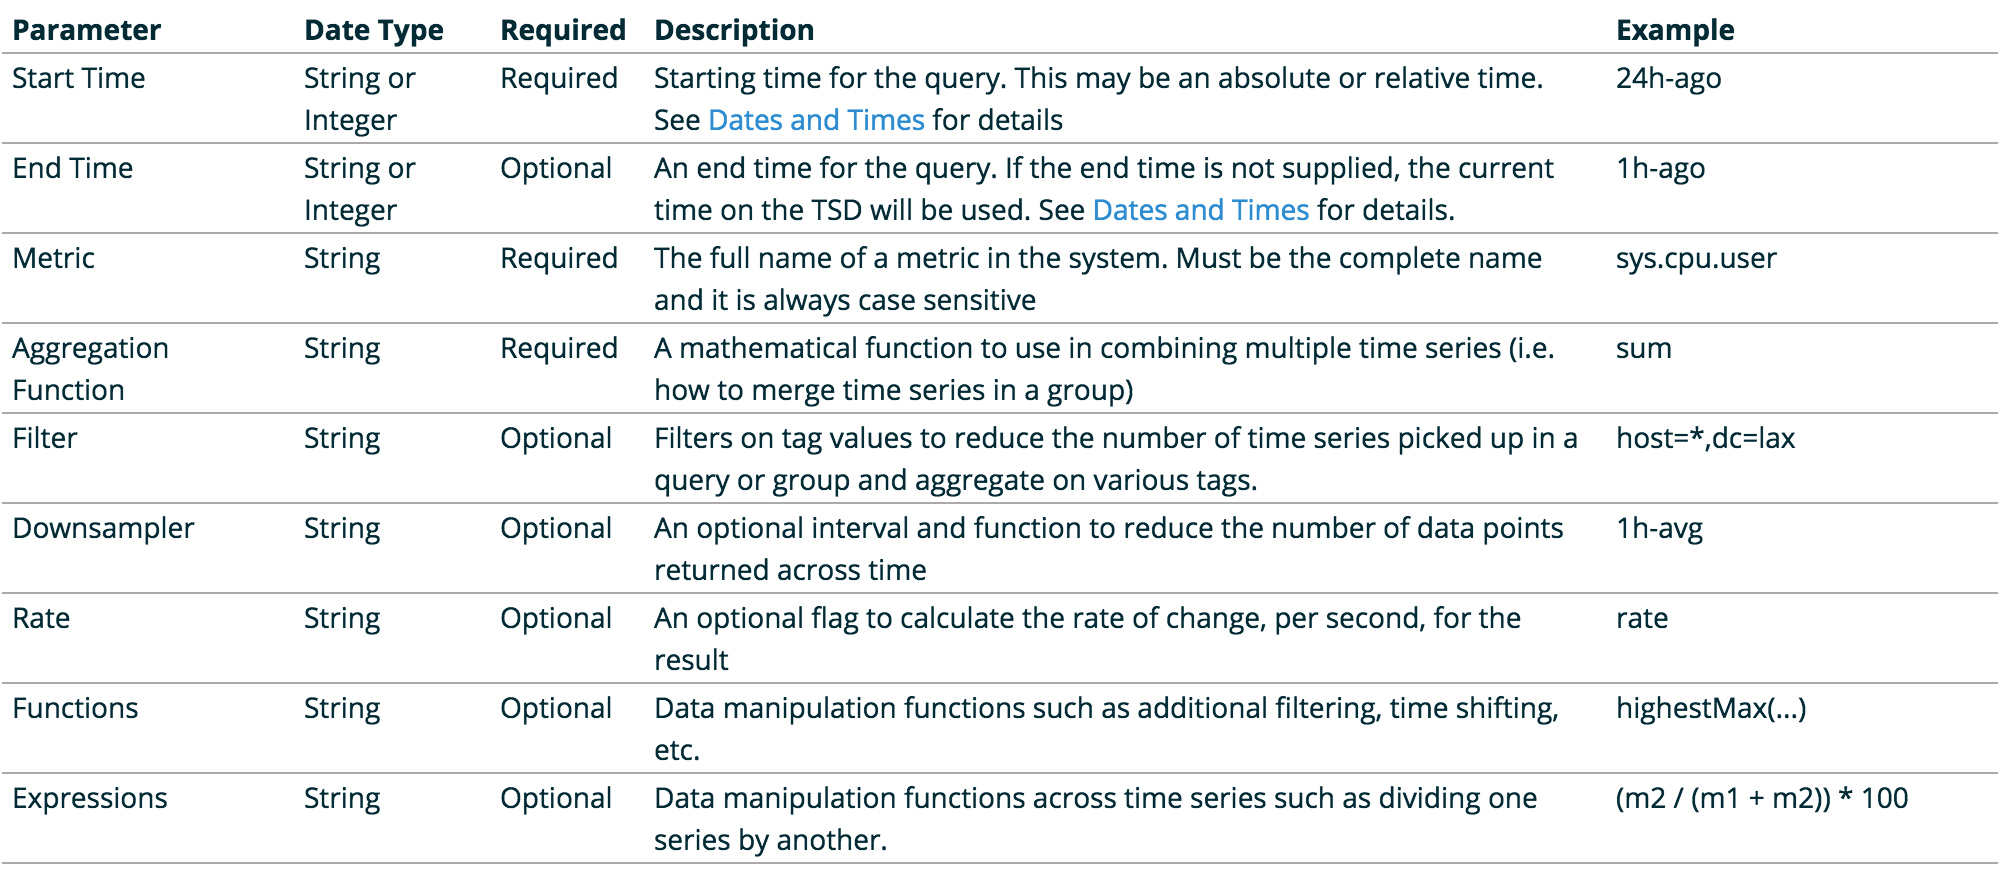 Parameter Date Type Required Description Example
Start Time String or Required Starting time for the query. This may be an absolute or relative time. 24h-ago
Integer See Dates and Times for details
End Time String or Optional An end time for the query. If the end time is not supplied, the current 1h-ago
Integer time on the TSD will be used. See Dates and Times for details.
Metric String Required The full name of a metric in the system. Must be the complete name sys.cpu.user
and it is always case sensitive
Aggregation String Required A mathematical function to use in combining multiple time series (i.e. sum
Function how to merge time series in a group)
Filter String Optional Filters on tag values to reduce the number of time series picked up in a host=*,dc=lax
query or group and aggregate on various tags.
Downsampler String Optional An optional interval and function to reduce the number of data points 1h-avg
returned across time
Rate String Optional An optional flag to calculate the rate of change, per second, for the rate
result
Functions String Optional Data manipulation functions such as additional filtering, time shifting, highestMax(...)
etc.
Expressions String Optional Data manipulation functions across time series such as dividing one (m2 / (m1 + m2)) * 100
series by another.